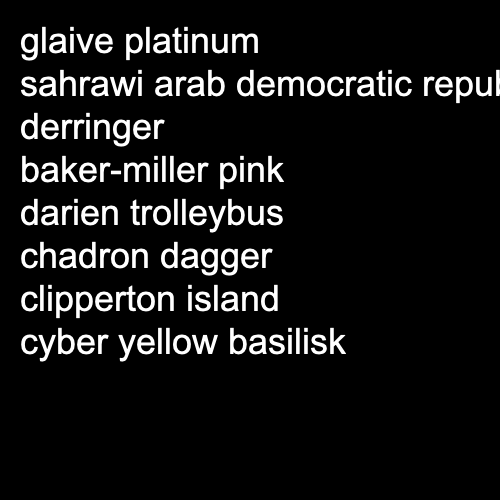 glaive platinum
sahrawi arab democratic repu
derringer
baker-miller pink
darien trolleybus
chadron dagger
clipperton island
cyber yellow basilisk